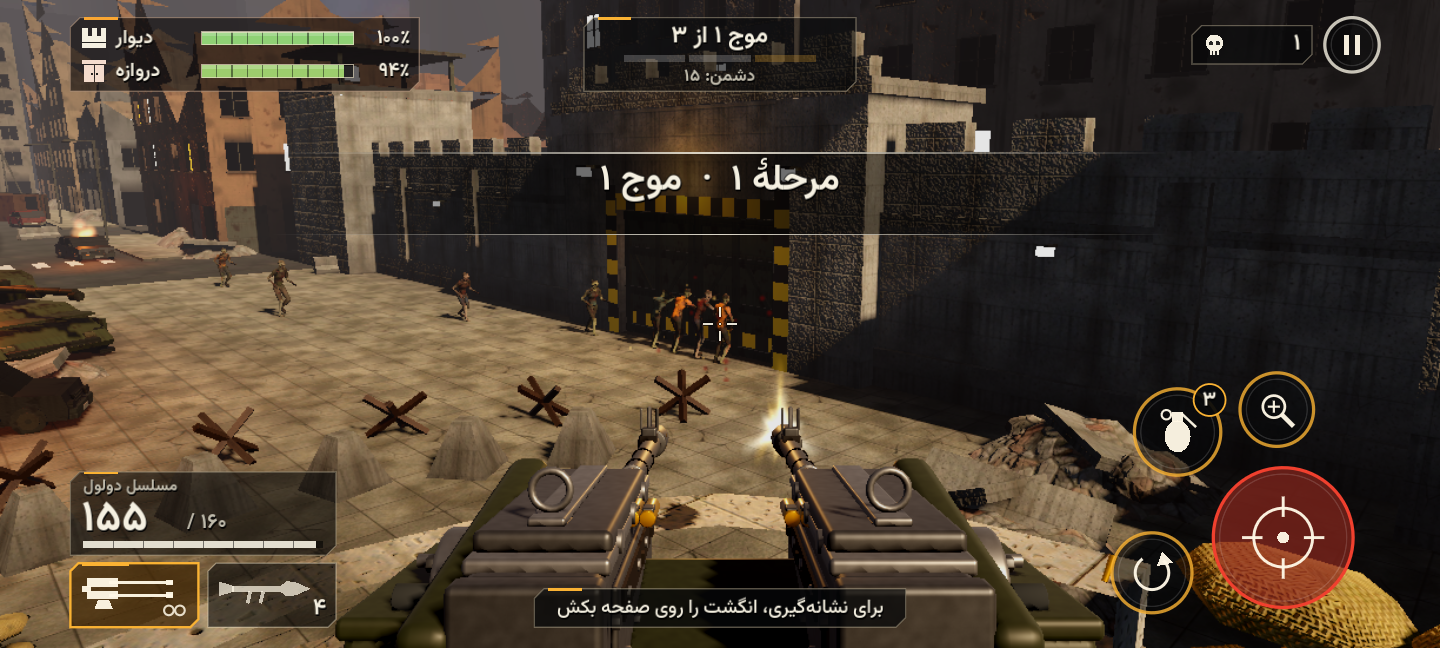 دیوار ۱۰۰٪
دروازه ۹۴٪
موج ۱ از ۳
دشمن: ۱۵
۱
مرحلهٔ ۱ · موج ۱
۳
مسلسل دولول
۱۵۵ / ۱۶۰
∞
۴
برای نشانه‌گیری، انگشت را روی صفحه بکش